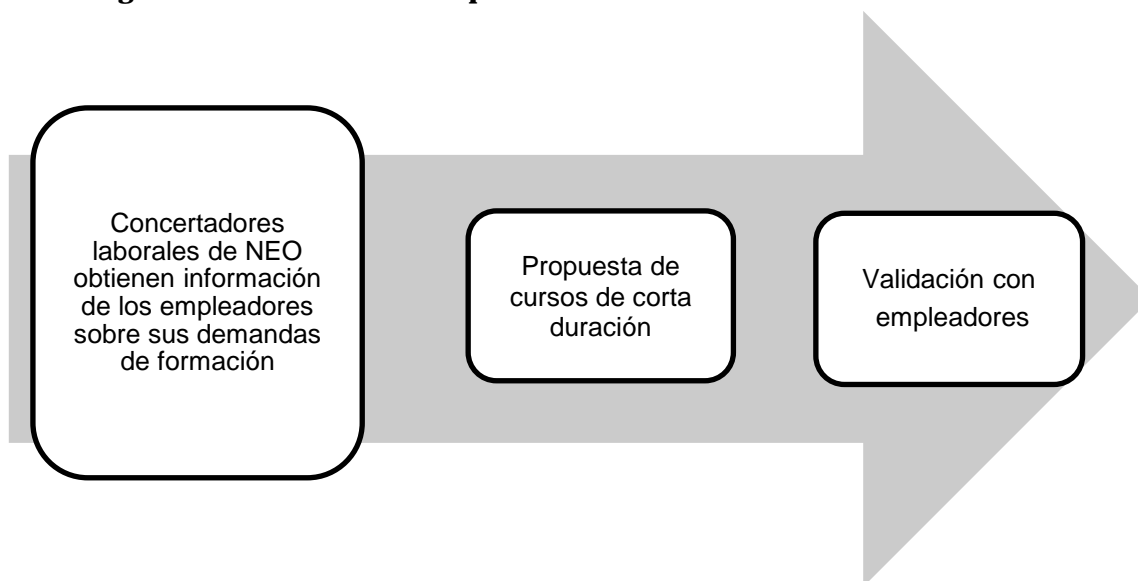 Concertadores
laborales de NEO
obtienen información
de los empleadores
sobre sus demandas
de formación
Propuesta de
cursos de corta
duración
Validación con
empleadores